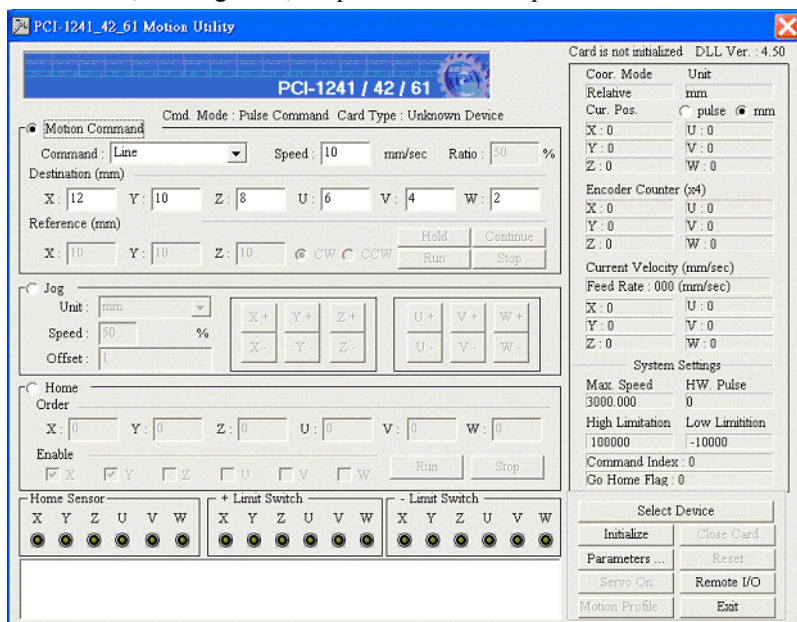 PCI-1241_42_61 Motion Utility
Card is not initialized DLL Ver. : 4.50
PCI-1241 / 42 / 61
Cmd. Mode : Pulse Command Card Type : Unknown Device
Motion Command
Command : Line Speed : 10 mm/sec Ratio : 50 %
Destination (mm)
X : 12 Y : 10 Z : 8 U : 6 V : 4 W : 2
Reference (mm)
X : 10 Y : 10 Z : 10 CW CCW
Hold Continue
Run Stop
Jog
Unit : mm
Speed : 50 %
Offset : 1
X + Y + Z + U + V + W +
X - Y - Z - U - V - W -
Home
Order
X : 0 Y : 0 Z : 0 U : 0 V : 0 W : 0
Enable
X Y Z U V W Run Stop
Home Sensor
X Y Z U V W
+ Limit Switch
X Y Z U V W
- Limit Switch
X Y Z U V W
Coor. Mode Unit
Relative mm
Cur. Pos. pulse mm
X : 0 U : 0
Y : 0 V : 0
Z : 0 W : 0
Encoder Counter (x4)
X : 0 U : 0
Y : 0 V : 0
Z : 0 W : 0
Current Velocity (mm/sec)
Feed Rate : 000 (mm/sec)
X : 0 U : 0
Y : 0 V : 0
Z : 0 W : 0
System Settings
Max. Speed HW. Pulse
3000.000 0
High Limitation Low Limitition
100000 -10000
Command Index : 0
Go Home Flag : 0
Select Device
Initialize Close Card
Parameters ... Reset
Servo On Remote I/O
Motion Profile... Exit